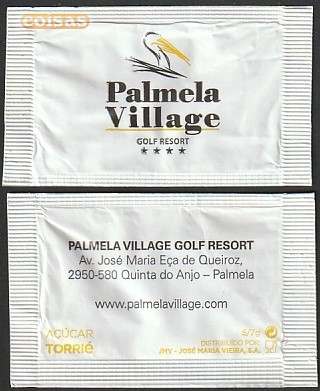 coisas
Palmela
Village
GOLF RESORT
★★★★
PALMELA VILLAGE GOLF RESORT
Av. José Maria Eça de Queiroz,
2950-580 Quinta do Anjo – Palmela
www.palmelavillage.com
AÇÚCAR
TORRIÉ
DISTRIBUÍDO POR:
JMV - JOSÉ MARIA VIEIRA, S.A.